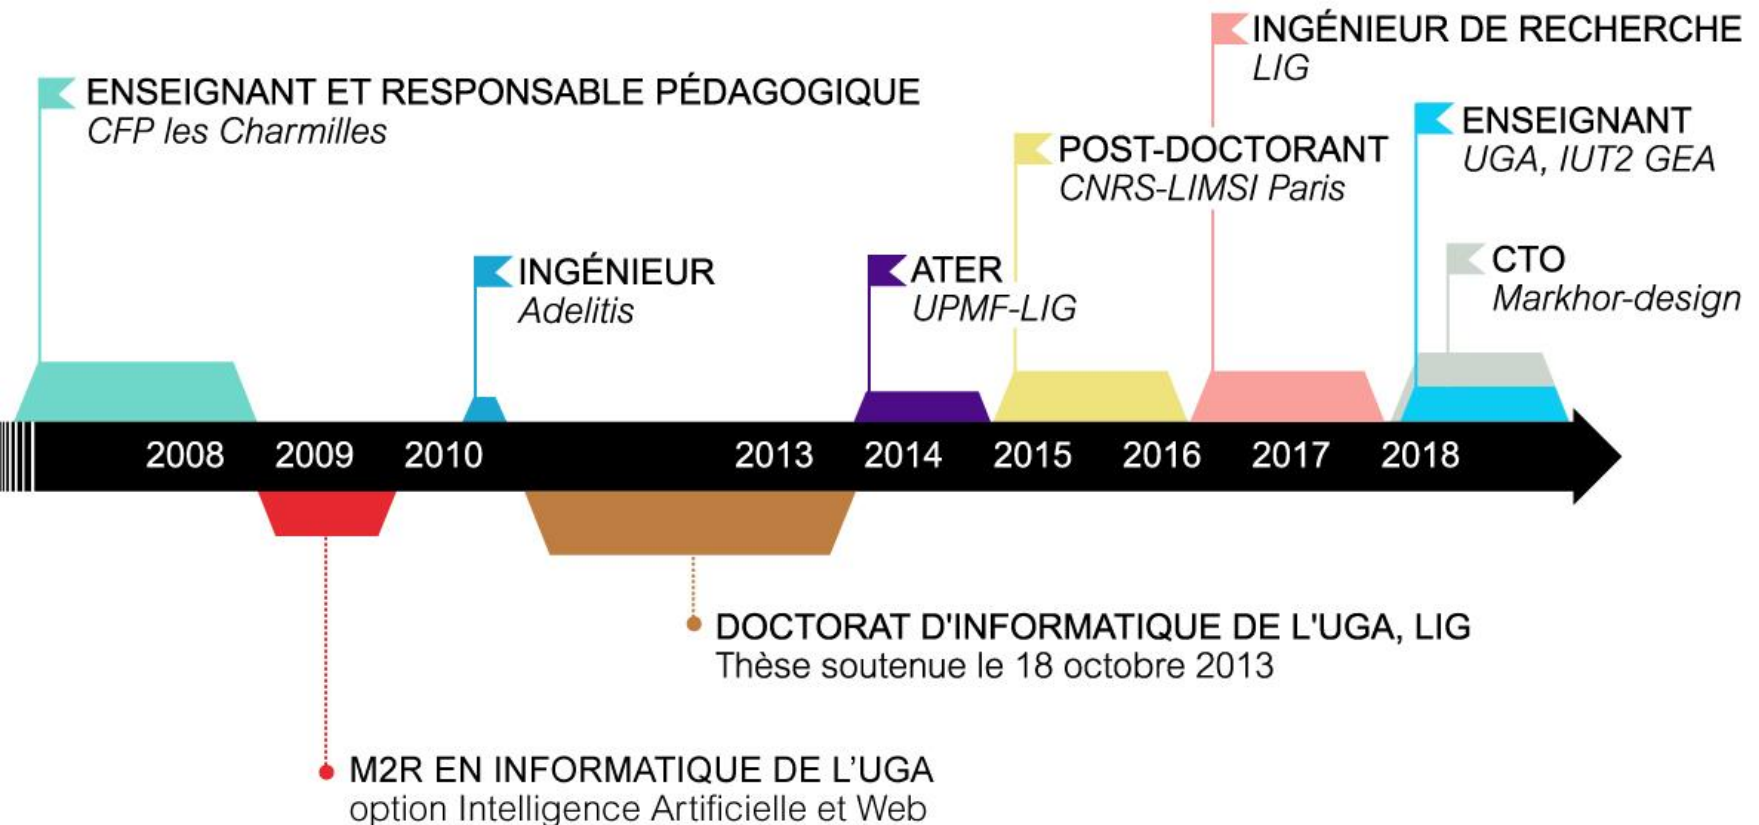 INGÉNIEUR DE RECHERCHE
LIG
ENSEIGNANT ET RESPONSABLE PÉDAGOGIQUE
CFP les Charmilles
ENSEIGNANT
UGA, IUT2 GEA
POST-DOCTORANT
CNRS-LIMSI Paris
INGÉNIEUR
Adelitis
ATER
UPMF-LIG
CTO
Markhor-design
2008 2009 2010 2013 2014 2015 2016 2017 2018
DOCTORAT D'INFORMATIQUE DE L'UGA, LIG
Thèse soutenue le 18 octobre 2013
M2R EN INFORMATIQUE DE L’UGA
option Intelligence Artificielle et Web